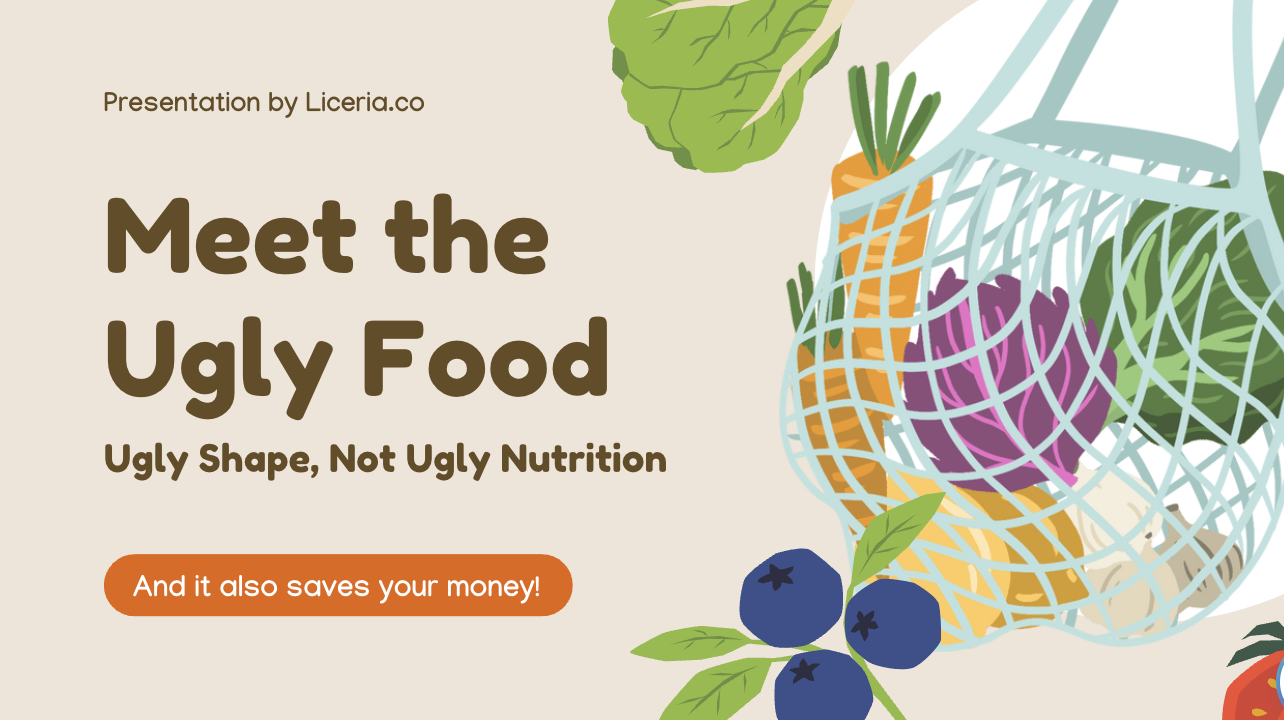 Presentation by Liceria.co
Meet the
Ugly Food
Ugly Shape, Not Ugly Nutrition
And it also saves your money!